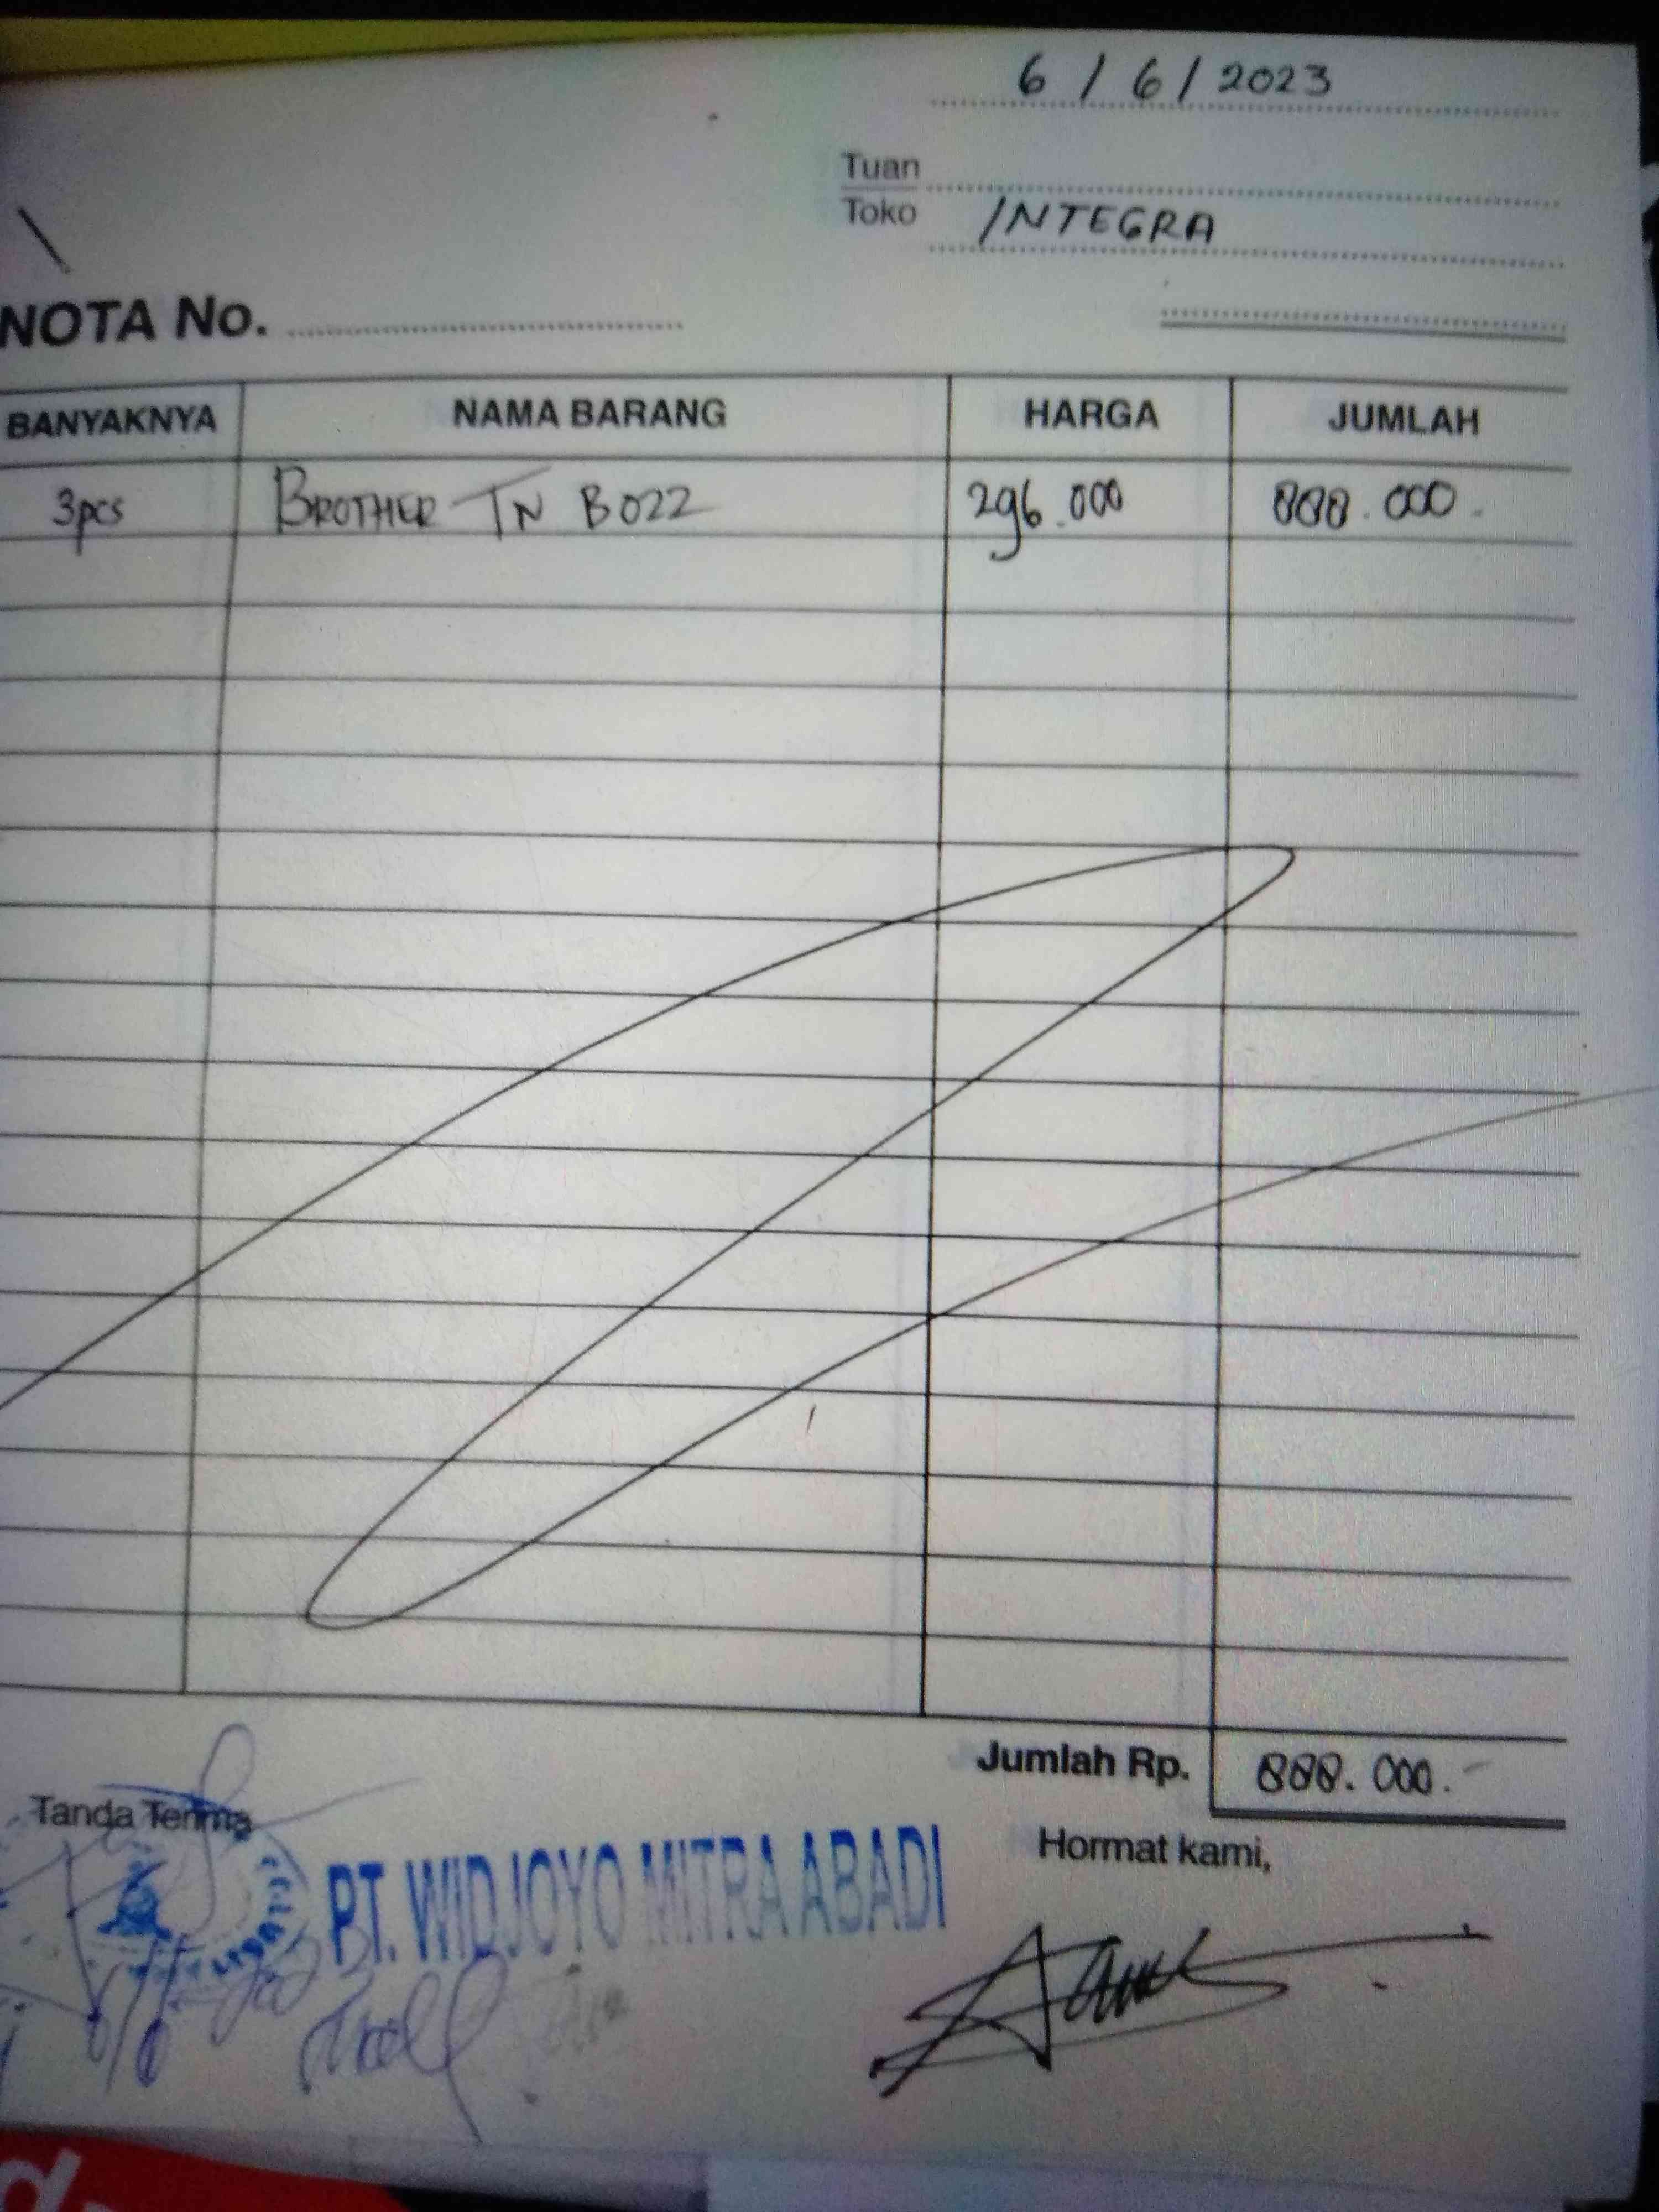 6 / 6 / 2023
Tuan
Toko INTEGRA
NOTA No.
BANYAKNYA NAMA BARANG HARGA JUMLAH
3pcs BROTHER TN B022 296.000 888.000.
Jumlah Rp. 888.000.-
Tanda Terima
Hormat kami,
PT. WIDJOYO MITRA ABADI